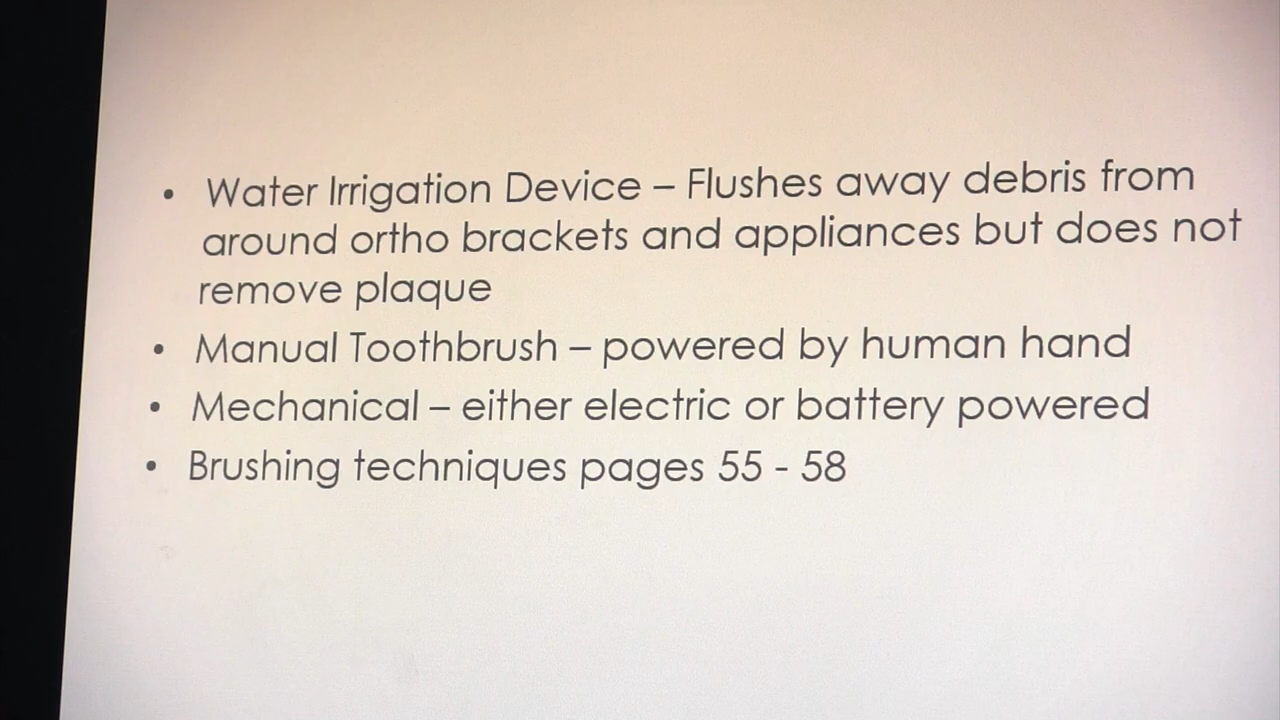 • Water Irrigation Device – Flushes away debris from
around ortho brackets and appliances but does not
remove plaque
• Manual Toothbrush – powered by human hand
• Mechanical – either electric or battery powered
• Brushing techniques pages 55 - 58